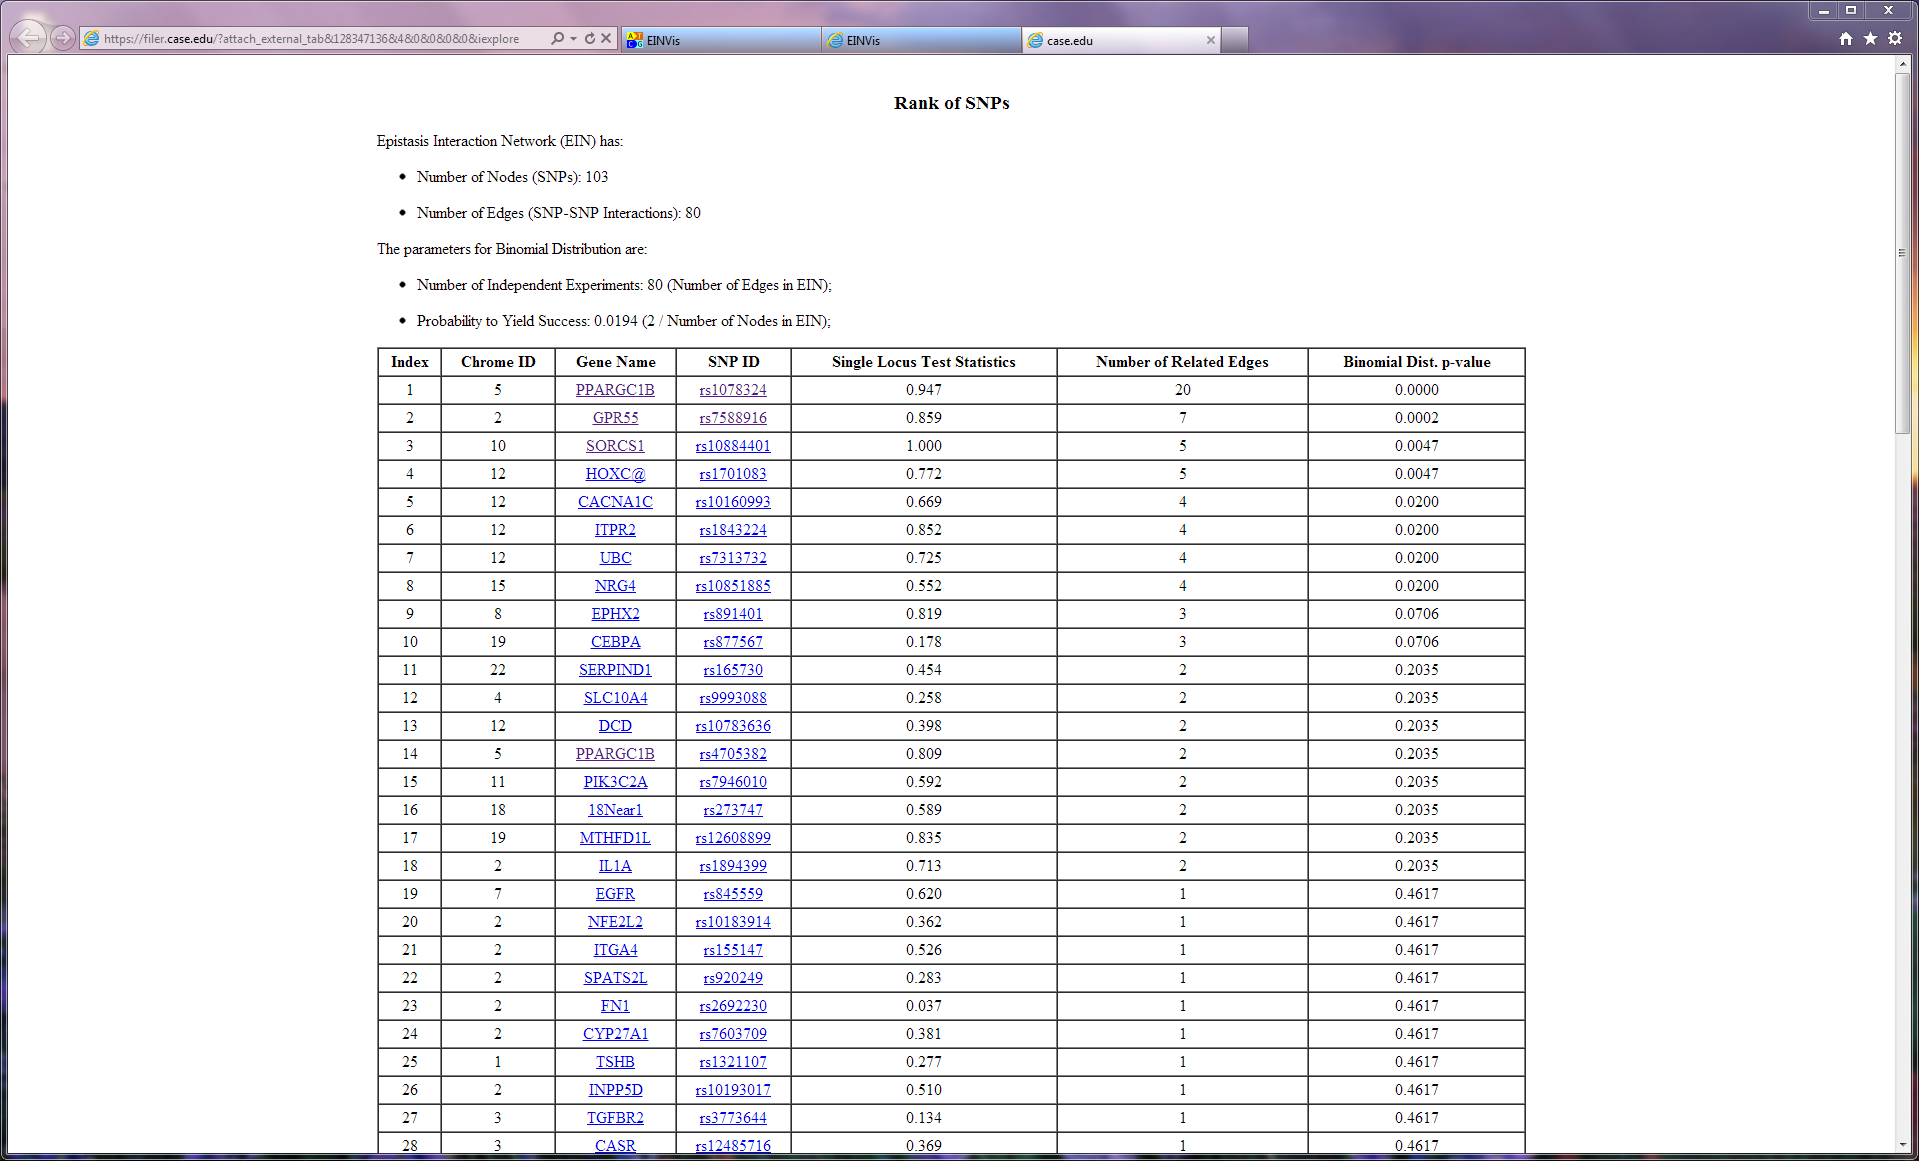 https://filer.case.edu/?attach_external_tab&128347136&4&0&0&0&0&iexplore
EINVis
EINVis
case.edu
Rank of SNPs
Epistasis Interaction Network (EIN) has:
• Number of Nodes (SNPs): 103
• Number of Edges (SNP-SNP Interactions): 80
The parameters for Binomial Distribution are:
• Number of Independent Experiments: 80 (Number of Edges in EIN);
• Probability to Yield Success: 0.0194 (2 / Number of Nodes in EIN);
Index Chrome ID Gene Name SNP ID Single Locus Test Statistics Number of Related Edges Binomial Dist. p-value
1 5 PPARGC1B rs1078324 0.947 20 0.0000
2 2 GPR55 rs7588916 0.859 7 0.0002
3 10 SORCS1 rs10884401 1.000 5 0.0047
4 12 HOXC@ rs1701083 0.772 5 0.0047
5 12 CACNA1C rs10160993 0.669 4 0.0200
6 12 ITPR2 rs1843224 0.852 4 0.0200
7 12 UBC rs7313732 0.725 4 0.0200
8 15 NRG4 rs10851885 0.552 4 0.0200
9 8 EPHX2 rs891401 0.819 3 0.0706
10 19 CEBPA rs877567 0.178 3 0.0706
11 22 SERPIND1 rs165730 0.454 2 0.2035
12 4 SLC10A4 rs9993088 0.258 2 0.2035
13 12 DCD rs10783636 0.398 2 0.2035
14 5 PPARGC1B rs4705382 0.809 2 0.2035
15 11 PIK3C2A rs7946010 0.592 2 0.2035
16 18 18Near1 rs273747 0.589 2 0.2035
17 19 MTHFD1L rs12608899 0.835 2 0.2035
18 2 IL1A rs1894399 0.713 2 0.2035
19 7 EGFR rs845559 0.620 1 0.4617
20 2 NFE2L2 rs10183914 0.362 1 0.4617
21 2 ITGA4 rs155147 0.526 1 0.4617
22 2 SPATS2L rs920249 0.283 1 0.4617
23 2 FN1 rs2692230 0.037 1 0.4617
24 2 CYP27A1 rs7603709 0.381 1 0.4617
25 1 TSHB rs1321107 0.277 1 0.4617
26 2 INPP5D rs10193017 0.510 1 0.4617
27 3 TGFBR2 rs3773644 0.134 1 0.4617
28 3 CASR rs12485716 0.369 1 0.4617